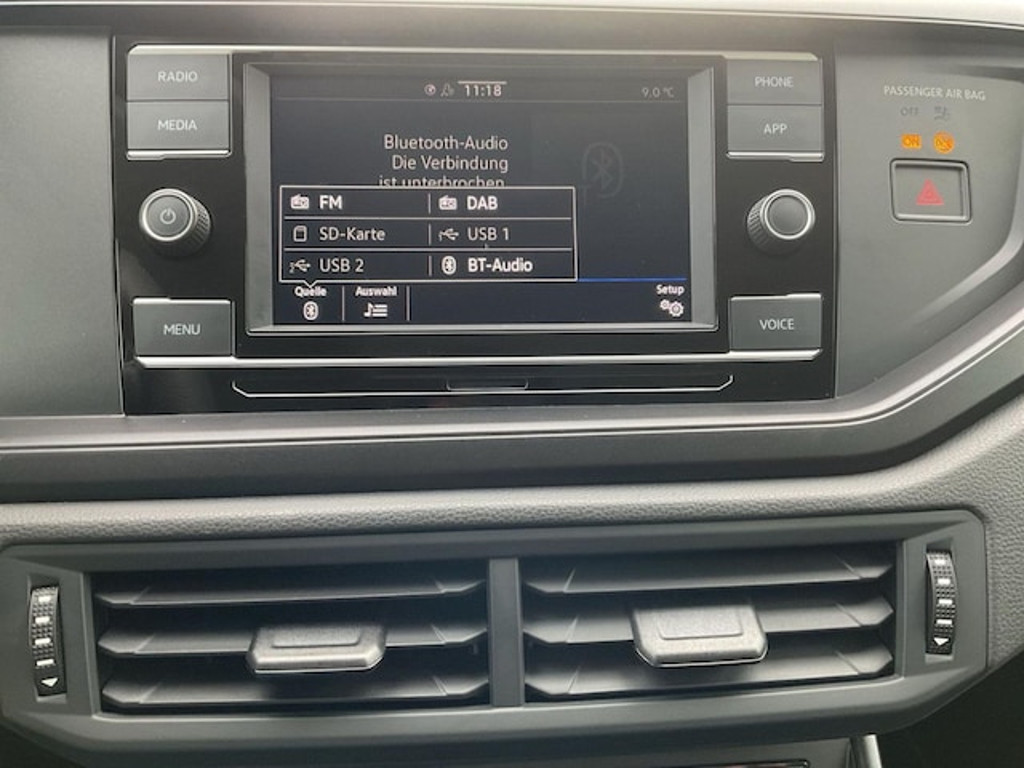 RADIO
MEDIA
MENU
11:18
9.0 °C
Bluetooth-Audio
Die Verbindung
ist unterbrochen
FM DAB
SD-Karte USB 1
USB 2 BT-Audio
Quelle Auswahl Setup
PHONE
APP
VOICE
PASSENGER AIR BAG
OFF
ON